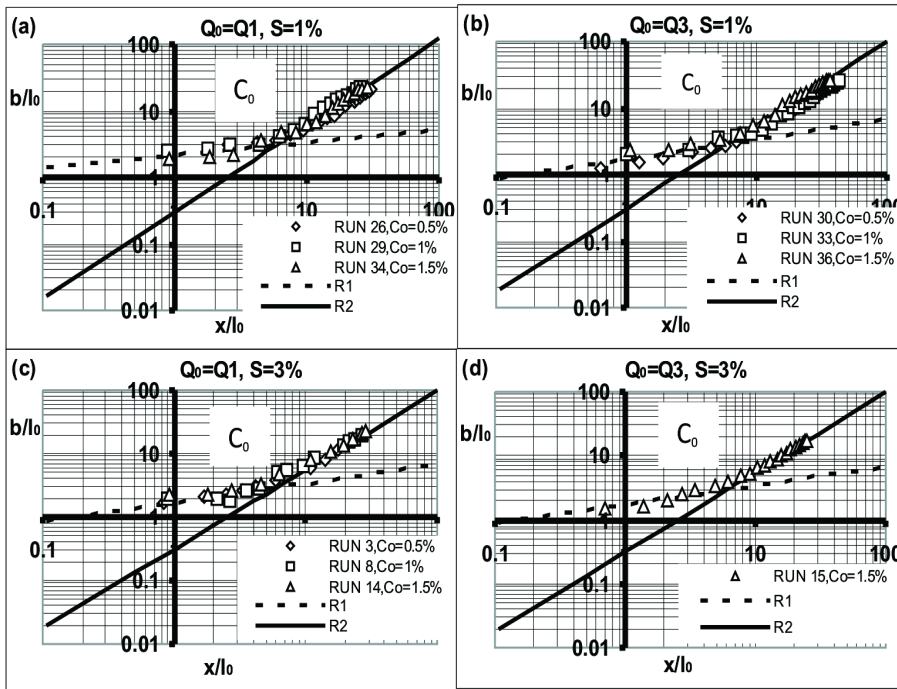 (a)
Q₀=Q1, S=1%
100
b/l₀
C₀
10
1
0.1
10
100
0.1
RUN 26,Co=0.5%
RUN 29,Co=1%
RUN 34,Co=1.5%
R1
0.01
R2
x/l₀
(b)
Q₀=Q3, S=1%
100
b/l₀
C₀
10
1
0.1
10
100
0.1
RUN 30,Co=0.5%
RUN 33,Co=1%
RUN 36,Co=1.5%
R1
0.01
R2
x/l₀
(c)
Q₀=Q1, S=3%
100
b/l₀
C₀
10
1
0.1
10
100
0.1
RUN 3,Co=0.5%
RUN 8,Co=1%
RUN 14,Co=1.5%
R1
0.01
R2
x/l₀
(d)
Q₀=Q3, S=3%
100
b/l₀
C₀
10
1
0.1
10
100
0.1
RUN 15,Co=1.5%
R1
0.01
R2
x/l₀